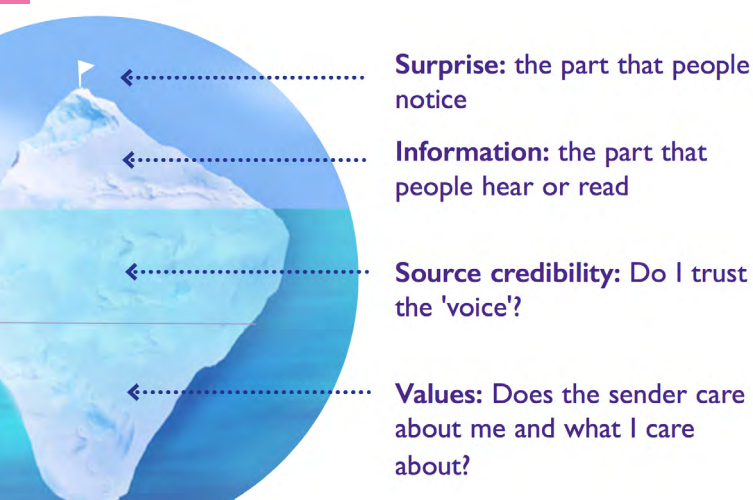 Surprise: the part that people
notice
Information: the part that
people hear or read
Source credibility: Do I trust
the 'voice'?
Values: Does the sender care
about me and what I care
about?